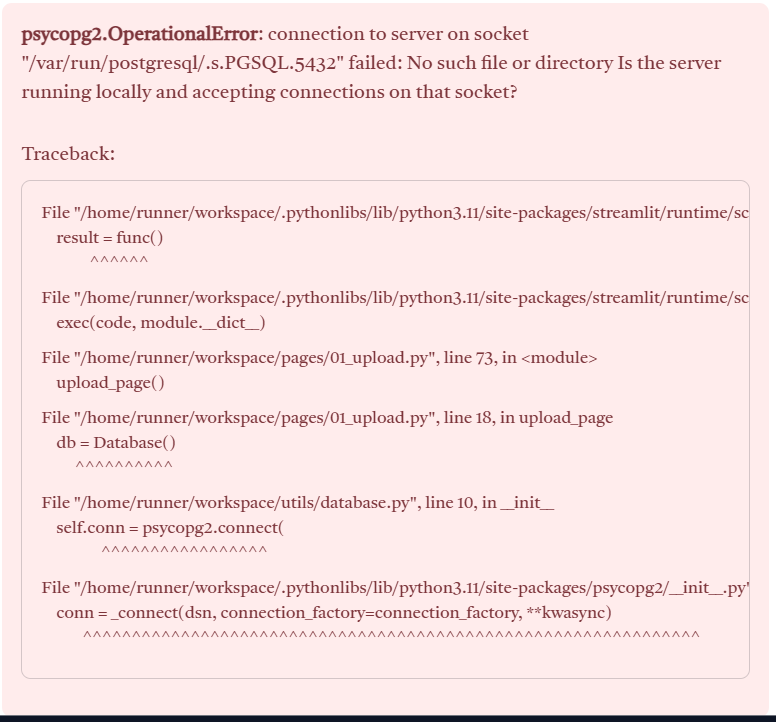 psycopg2.OperationalError: connection to server on socket
"/var/run/postgresql/.s.PGSQL.5432" failed: No such file or directory Is the server
running locally and accepting connections on that socket?
Traceback:
File "/home/runner/workspace/.pythonlibs/lib/python3.11/site-packages/streamlit/runtime/sc
result = func()
^^^^^^
File "/home/runner/workspace/.pythonlibs/lib/python3.11/site-packages/streamlit/runtime/sc
exec(code, module.__dict__)
File "/home/runner/workspace/pages/01_upload.py", line 73, in <module>
upload_page()
File "/home/runner/workspace/pages/01_upload.py", line 18, in upload_page
db = Database()
^^^^^^^^^^
File "/home/runner/workspace/utils/database.py", line 10, in __init__
self.conn = psycopg2.connect(
^^^^^^^^^^^^^^^^^
File "/home/runner/workspace/.pythonlibs/lib/python3.11/site-packages/psycopg2/__init__.py"
conn = _connect(dsn, connection_factory=connection_factory, **kwasync)
^^^^^^^^^^^^^^^^^^^^^^^^^^^^^^^^^^^^^^^^^^^^^^^^^^^^^^^^^^^^^^^